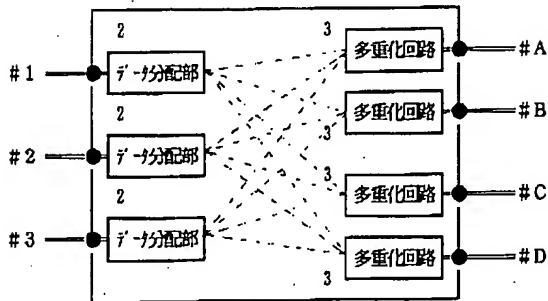 2
#1 データ分配部
2
#2 データ分配部
2
#3 データ分配部
3
多重化回路 #A
多重化回路 #B
3
3
多重化回路 #C
多重化回路 #D
3